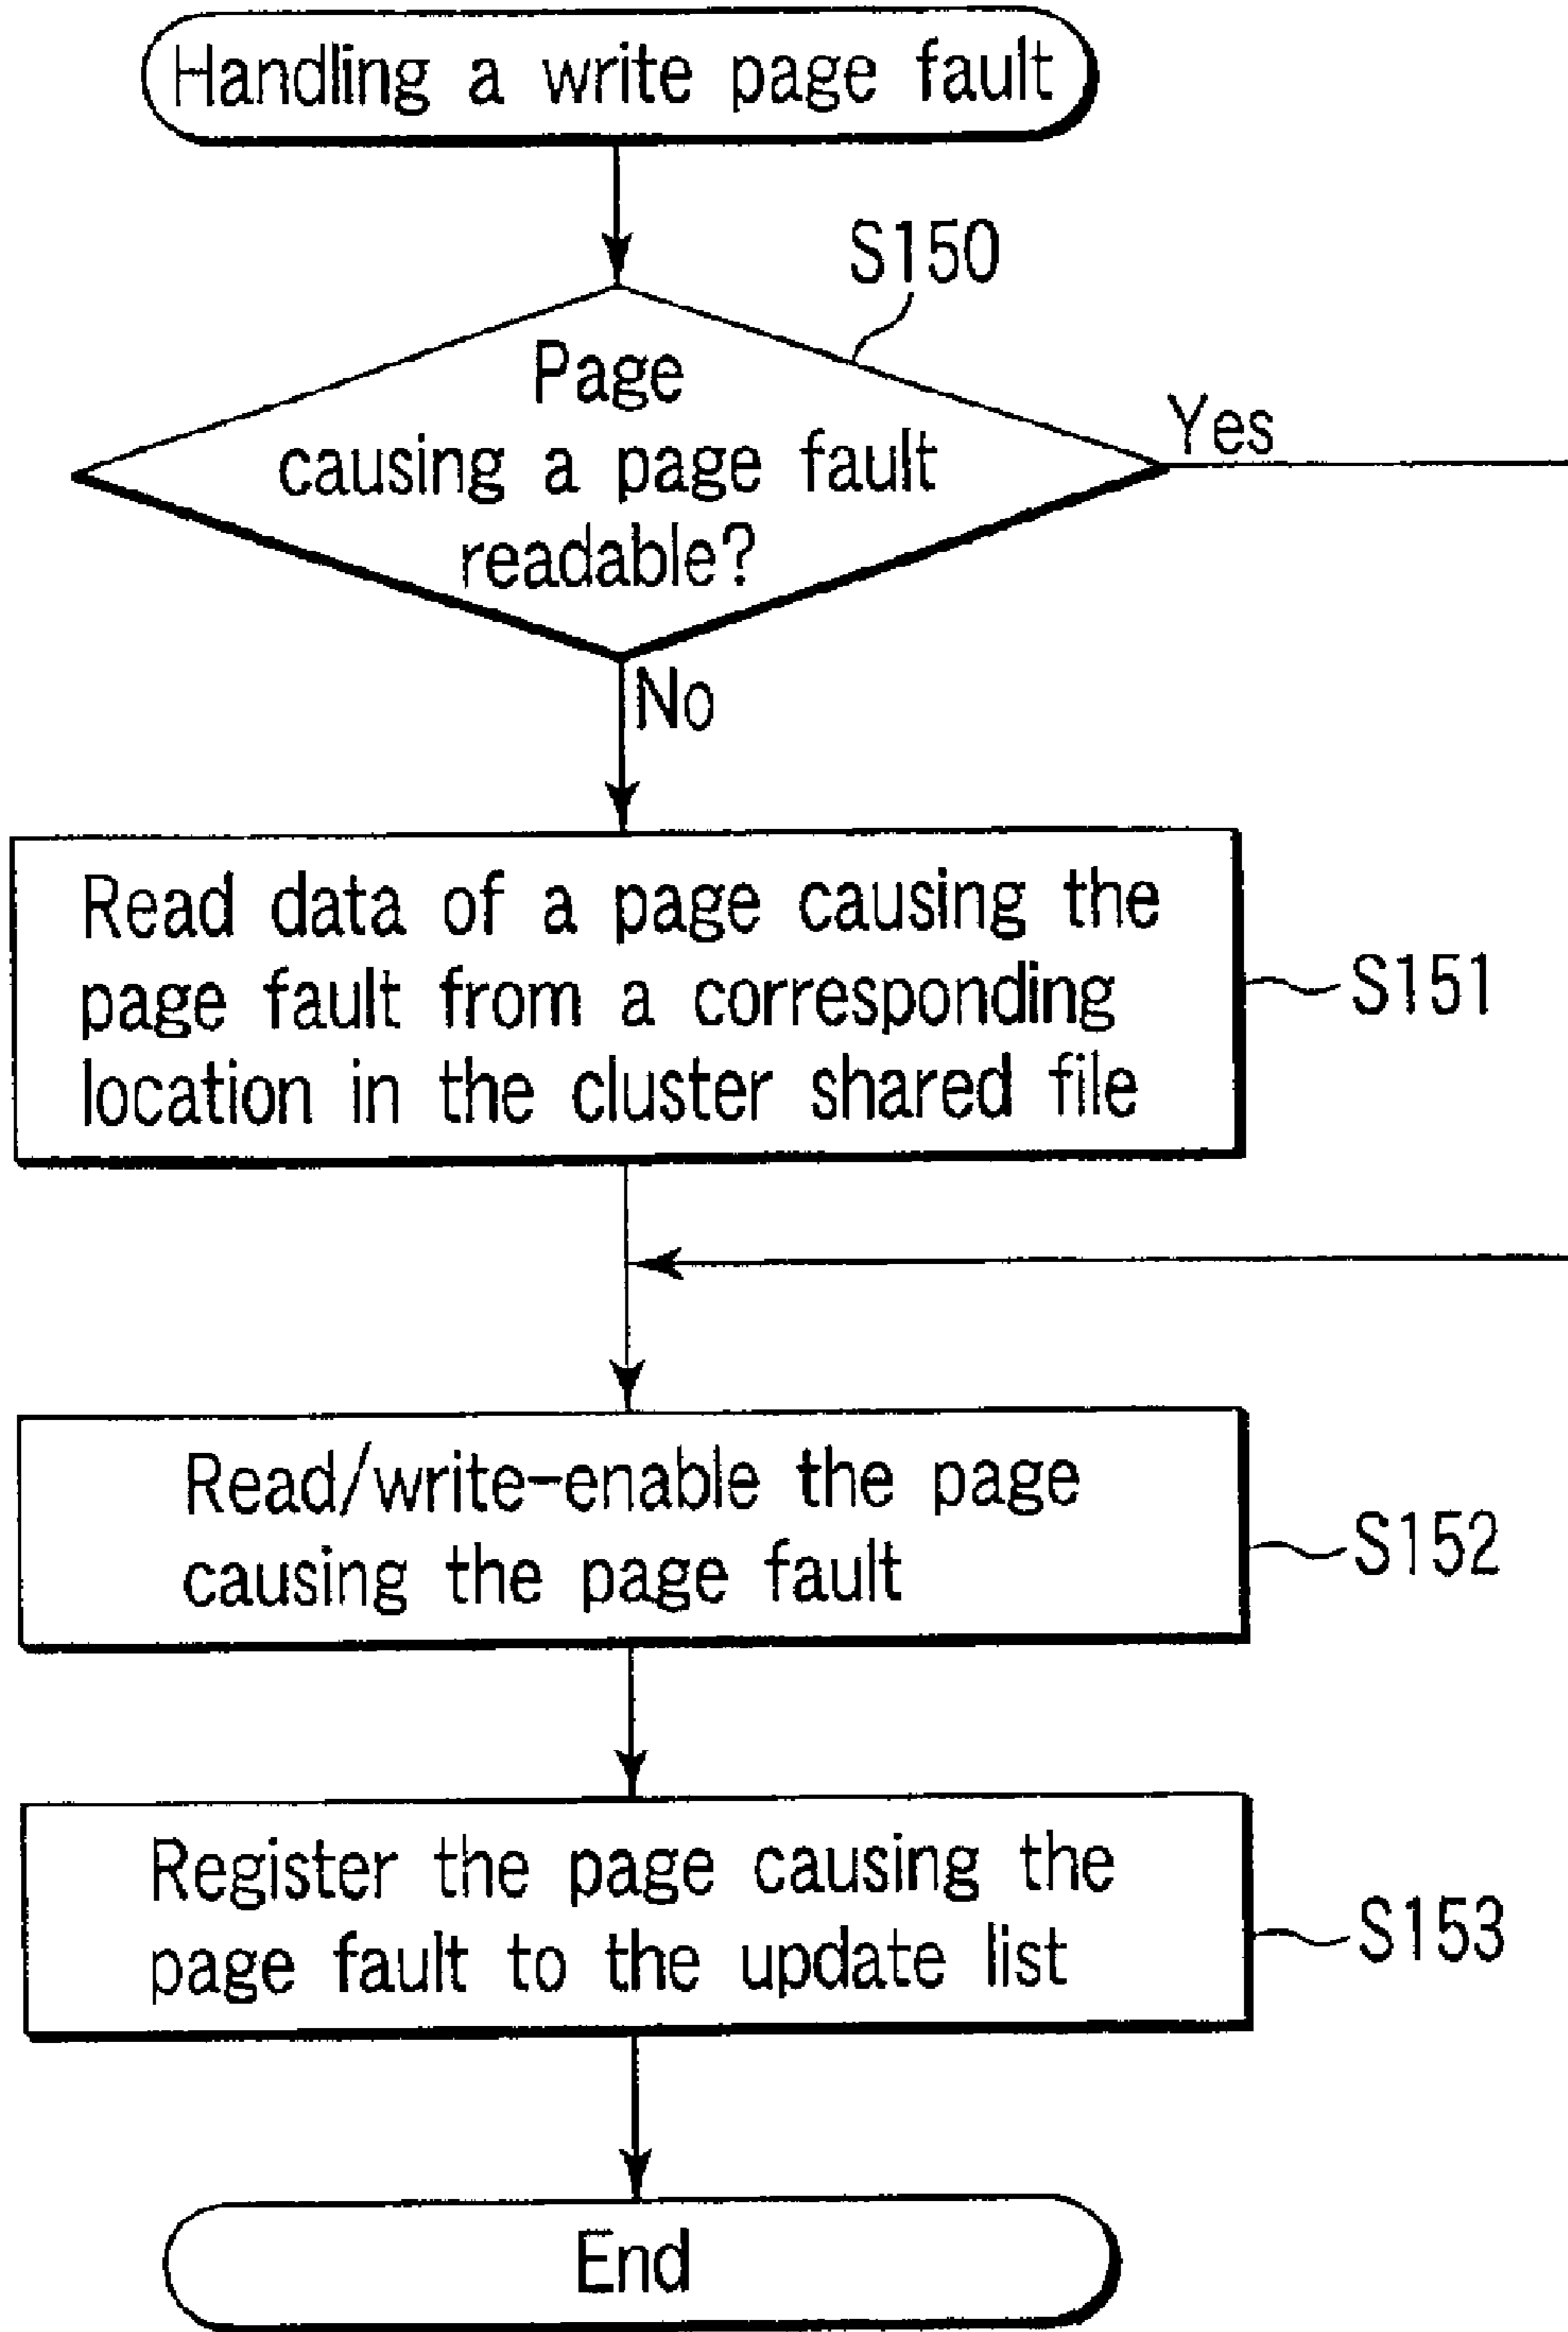 Handling a write page fault
S150
Page
causing a page fault
readable?
Yes
No
Read data of a page causing the
page fault from a corresponding
location in the cluster shared file
S151
Read/write-enable the page
causing the page fault
S152
Register the page causing the
page fault to the update list
S153
End